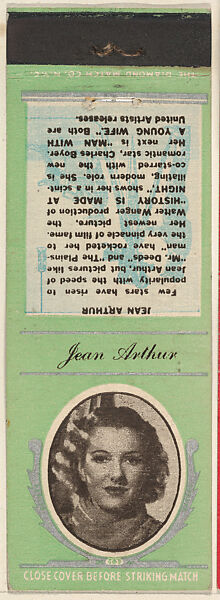 Jean Arthur
CLOSE COVER BEFORE STRIKING MATCH
JEAN ARTHUR
Few stars have risen to
popularity with the speed of
Jean Arthur, but pictures like
"Mr. Deeds," and "The Plains-
man" have rocketed her to
the very pinnacle of film fame.
In her newest picture, the
Walter Wanger production of
"HISTORY IS MADE AT
NIGHT" shows her in a scint-
illating, modern role. She is
co-starred with the new
romantic star, Charles Boyer.
Her next is "MAN WITH
A YOUNG WIFE." Both are
United Artists releases.
THE DIAMOND MATCH CO. N.Y.C.